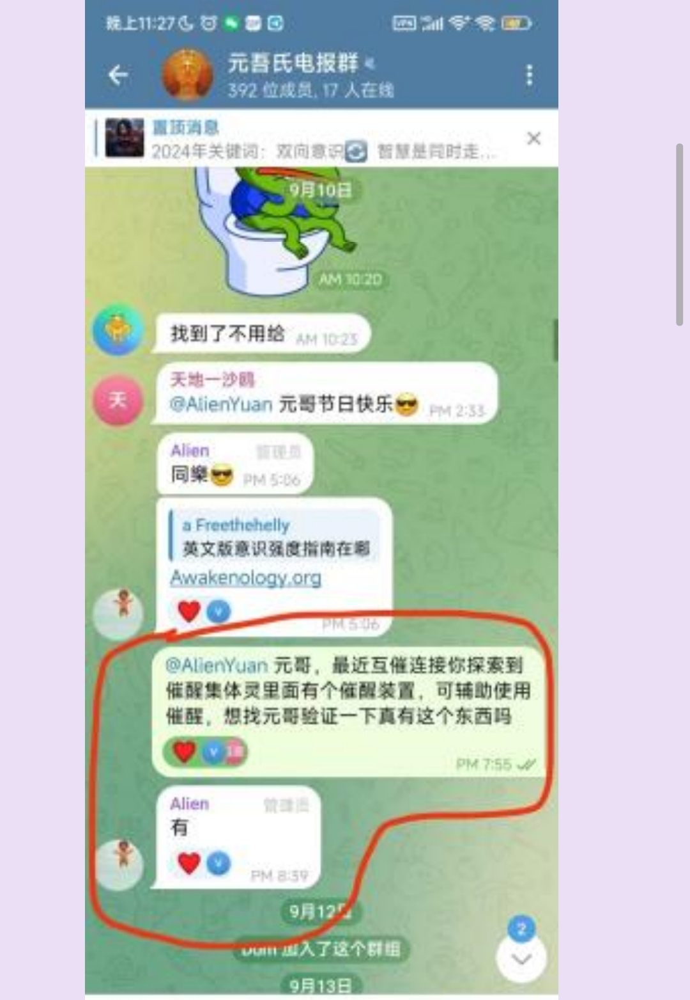 晚上11:27
VPN
元吾氏电报群
392 位成员, 17 人在线
置顶消息
2024年关键词：双向意识🔄 智慧是同时走...
9月10日
AM 10:20
找到了不用给 AM 10:23
天
天地一沙鸥
@AlienYuan 元哥节日快乐😎 PM 2:33
Alien 管理员
同樂😎 PM 5:06
a Freethehelly
英文版意识强度指南在哪
Awakenology.org
❤️ V
PM 5:06
@AlienYuan 元哥，最近互催连接你探索到
催醒集体灵里面有个催醒装置，可辅助使用
催醒，想找元哥验证一下真有这个东西吗
❤️ V
PM 7:55
Alien 管理员
有
❤️ V
PM 8:39
9月12日
加入了这个群组
2
9月13日